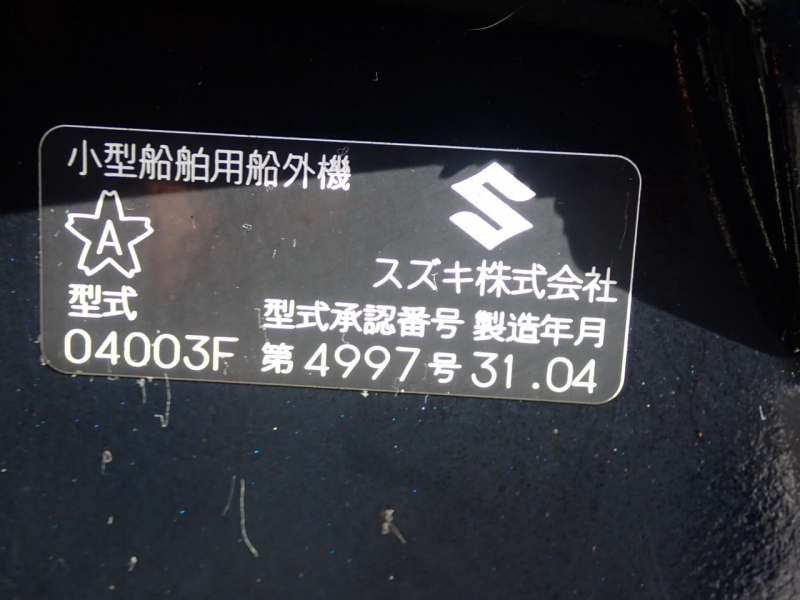 小型船舶用船外機
A
スズキ株式会社
型式 型式承認番号 製造年月
04003F 第4997号 31.04